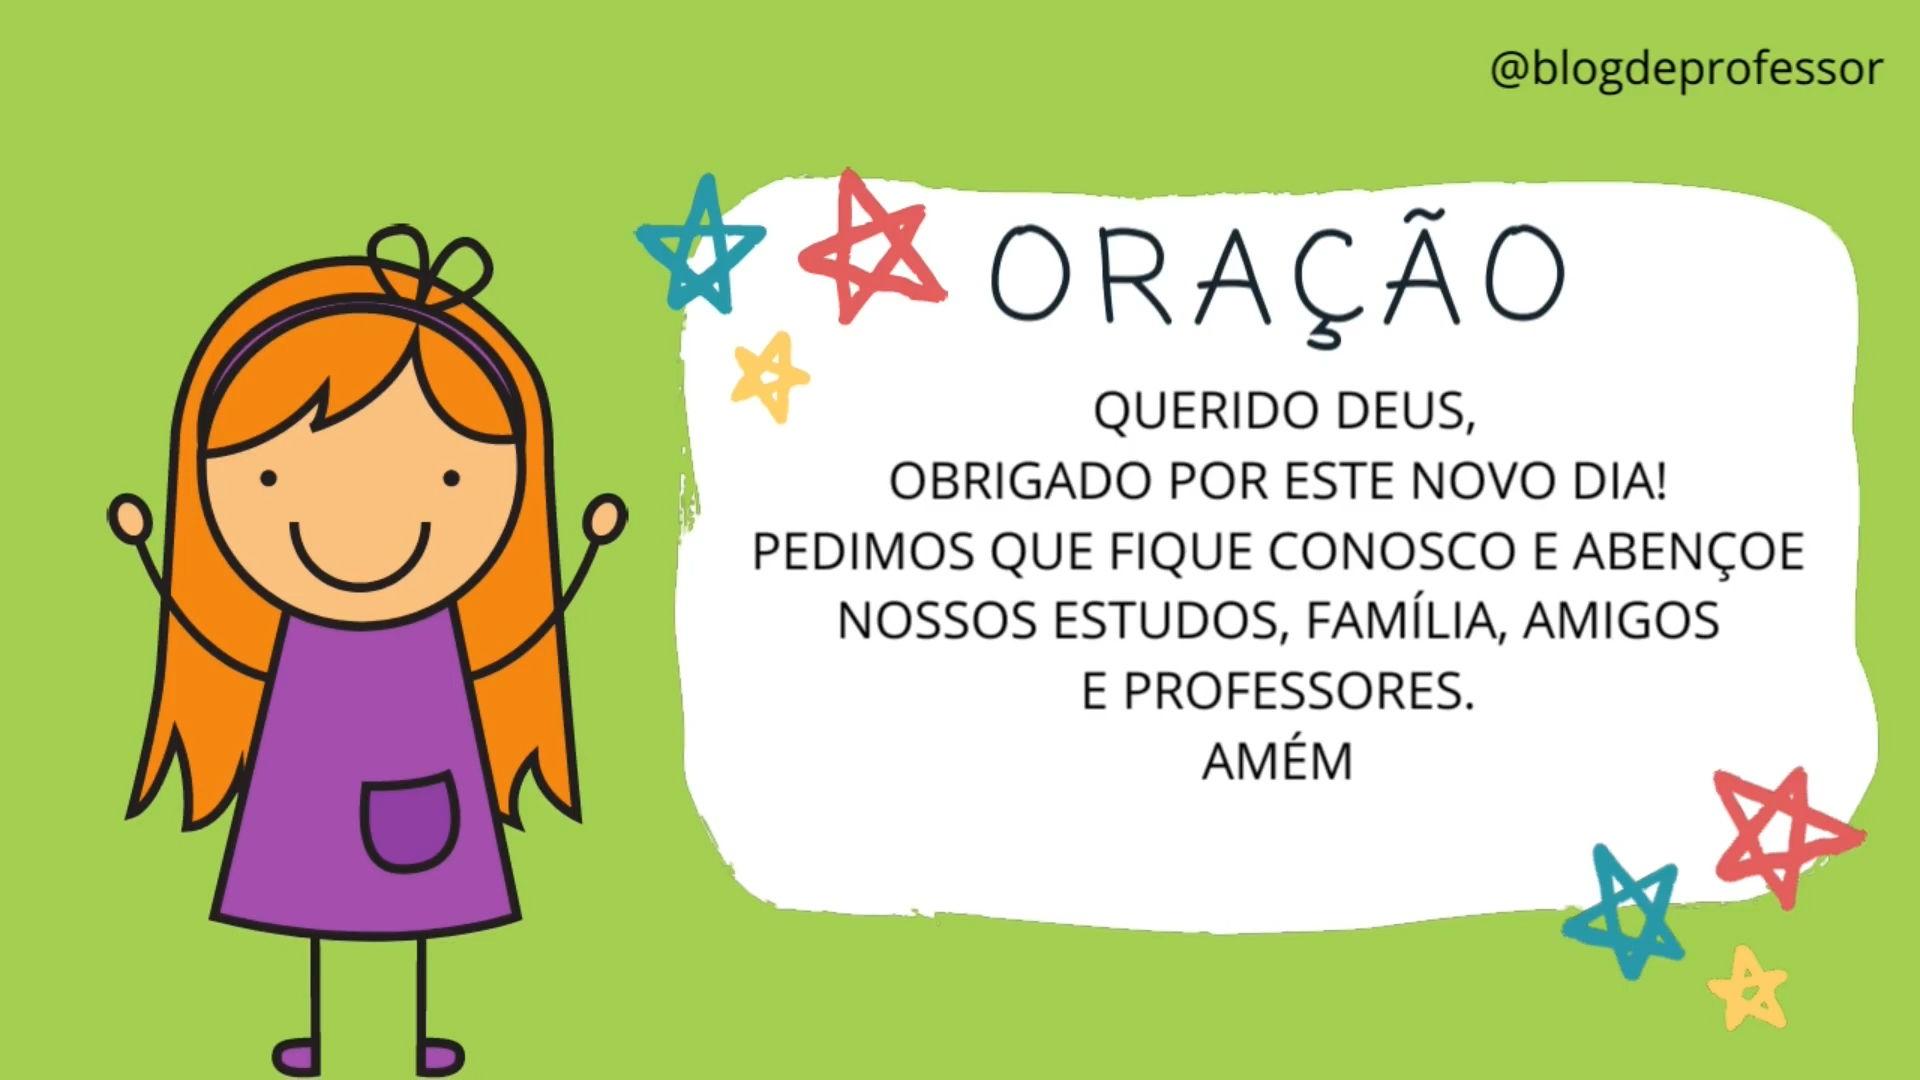 @blogdeprofessor
ORAÇÃO
QUERIDO DEUS,
OBRIGADO POR ESTE NOVO DIA!
PEDIMOS QUE FIQUE CONOSCO E ABENÇOE
NOSSOS ESTUDOS, FAMÍLIA, AMIGOS
E PROFESSORES.
AMÉM